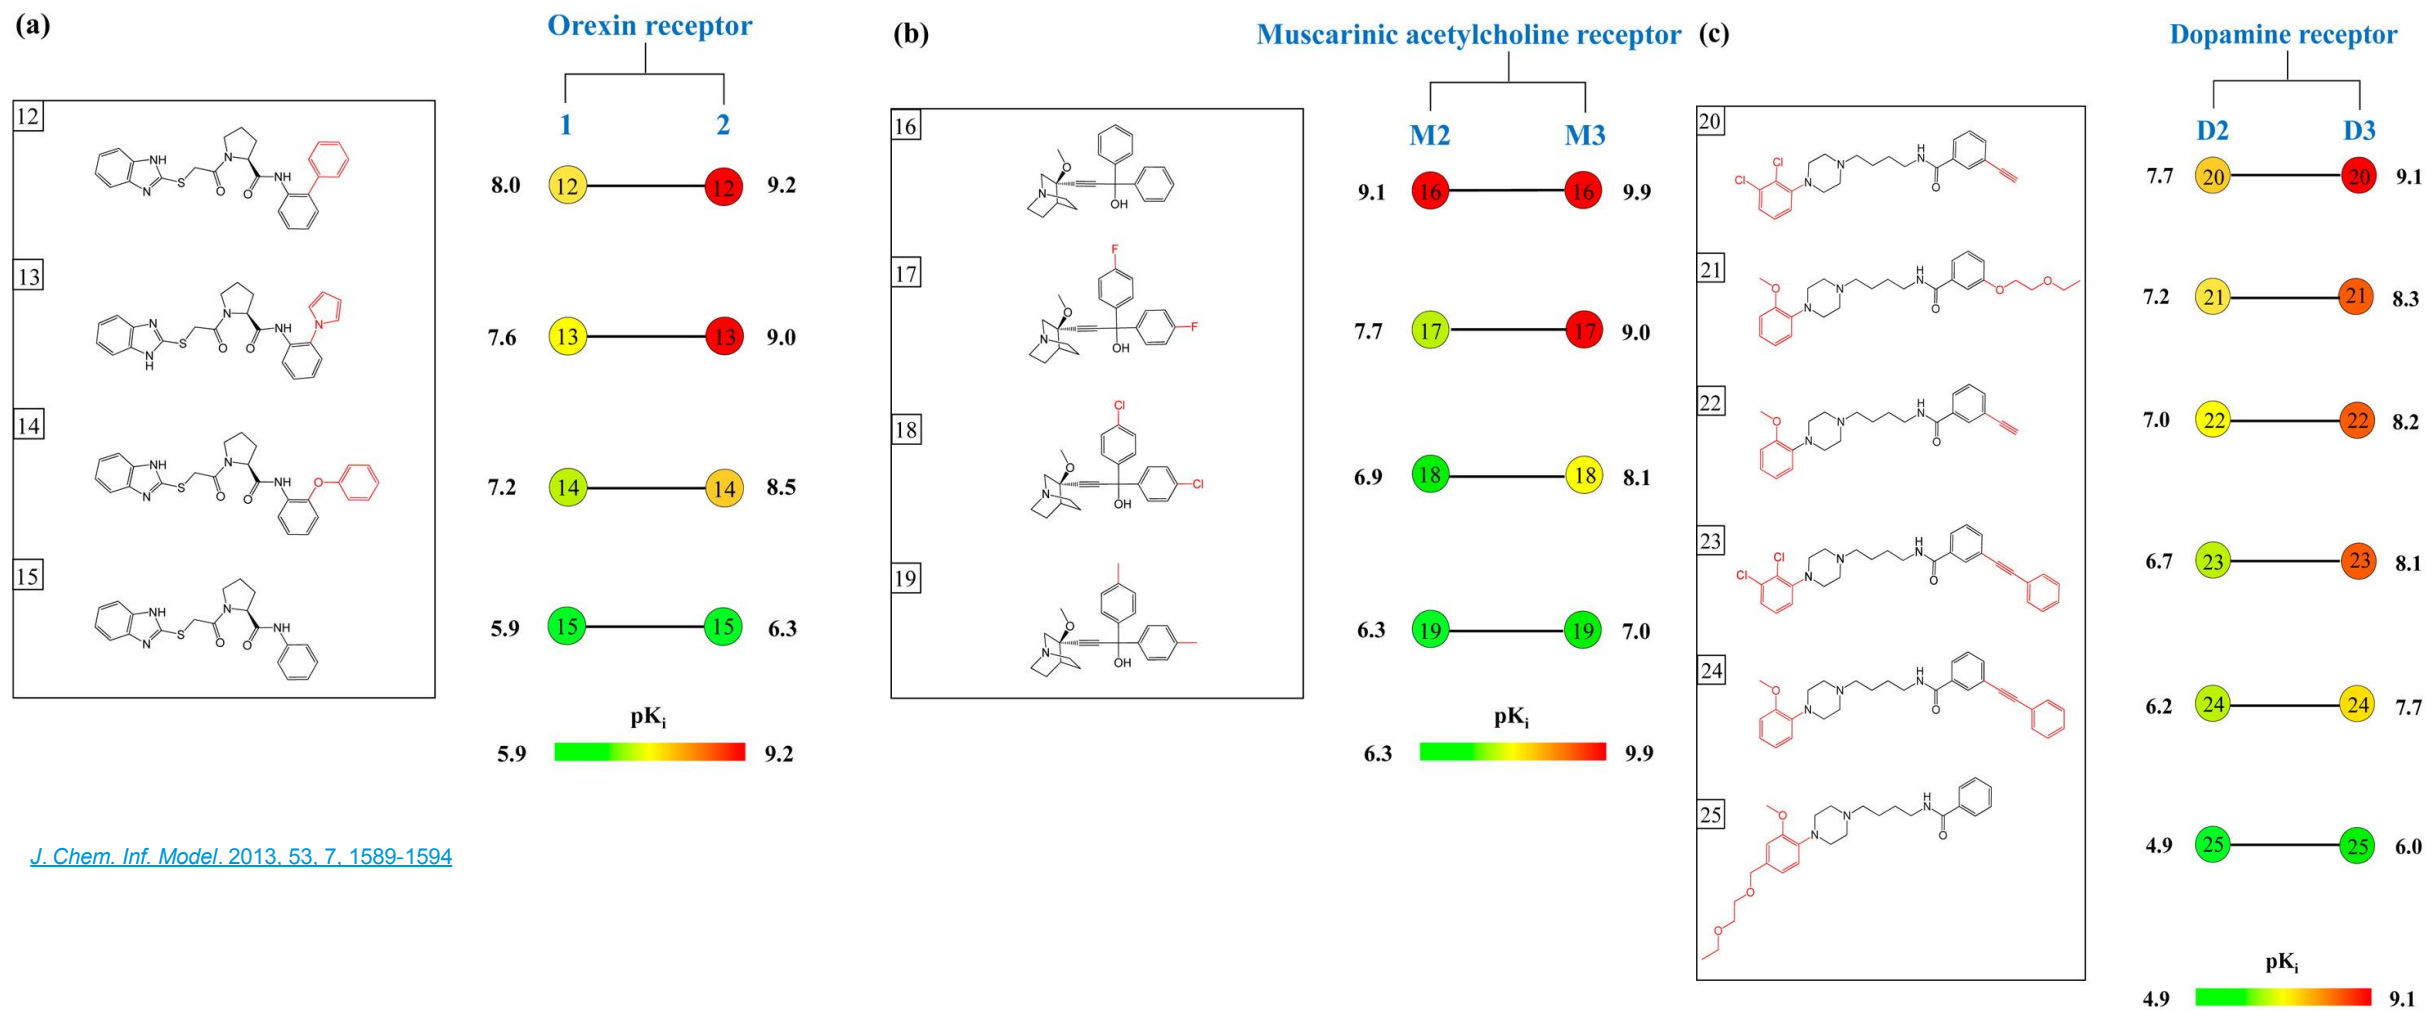 (a)
Orexin receptor
1 2
12
8.0 12 12 9.2
13
7.6 13 13 9.0
14
7.2 14 14 8.5
15
5.9 15 15 6.3
pKi
5.9 9.2
J. Chem. Inf. Model. 2013, 53, 7, 1589-1594
(b)
Muscarinic acetylcholine receptor
M2 M3
16
9.1 16 16 9.9
17
7.7 17 17 9.0
18
6.9 18 18 8.1
19
6.3 19 19 7.0
pKi
6.3 9.9
(c)
Dopamine receptor
D2 D3
20
7.7 20 20 9.1
21
7.2 21 21 8.3
22
7.0 22 22 8.2
23
6.7 23 23 8.1
24
6.2 24 24 7.7
25
4.9 25 25 6.0
pKi
4.9 9.1